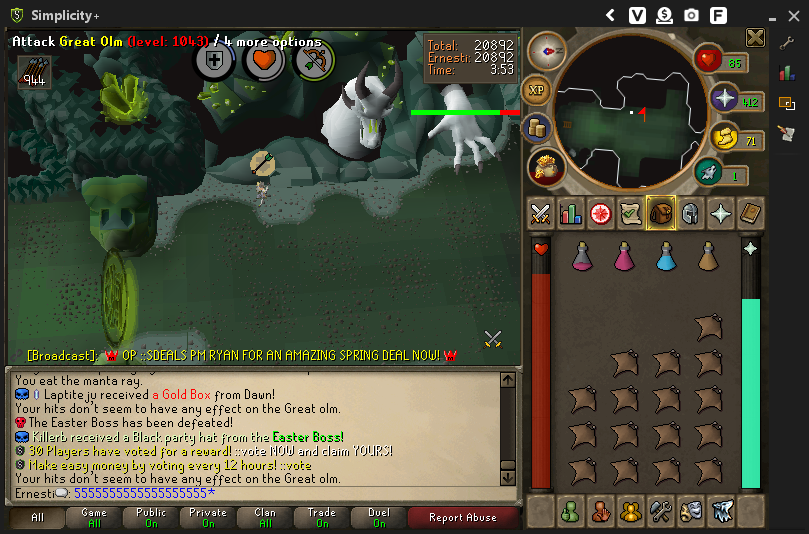 Simplicity+
V
F
Attack Great Olm (level: 1043) / 4 more options
944
Total: 20892
Ernesti: 20892
Time: 3:53
85
XP
412
71
1
[Broadcast]: OP ::SDEALS PM RYAN FOR AN AMAZING SPRING DEAL NOW!
You eat the manta ray.
Laptiteju received a Gold Box from Dawn!
Your hits don't seem to have any effect on the Great olm.
The Easter Boss has been defeated!
Killerb received a Black party hat from the Easter Boss!
30 Players have voted for a reward! ::vote NOW and claim YOURS!
Make easy money by voting every 12 hours! ::vote
Your hits don't seem to have any effect on the Great olm.
Ernesti: 5555555555555555555*
All
Game
All
Public
On
Private
On
Clan
All
Trade
On
Duel
On
Report Abuse